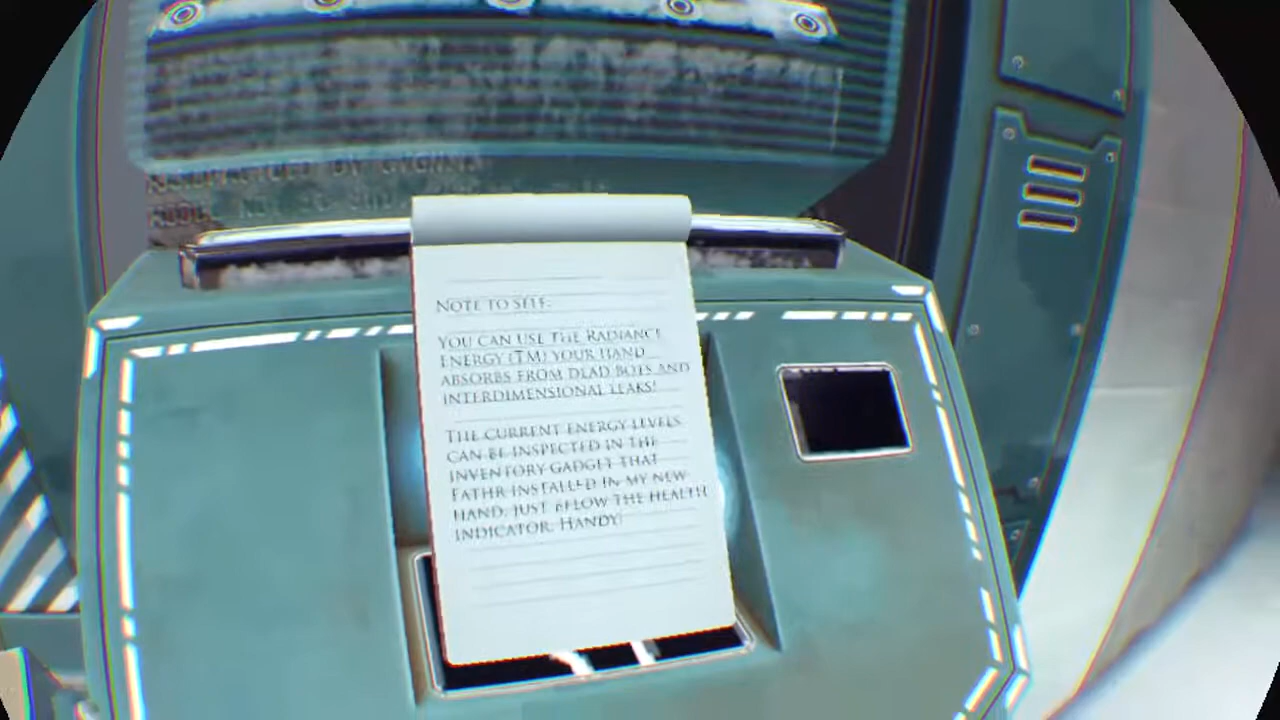 NOTE TO SELF:
YOU CAN USE THE RADIANCE
ENERGY (TM) YOUR HAND
ABSORBS FROM DEAD BOTS AND
INTERDIMENSIONAL LEAKS!
THE CURRENT ENERGY LEVELS
CAN BE INSPECTED IN THE
INVENTORY GADGET THAT
FATHR INSTALLED IN MY NEW
HAND, JUST BELOW THE HEALTH
INDICATOR. HANDY!